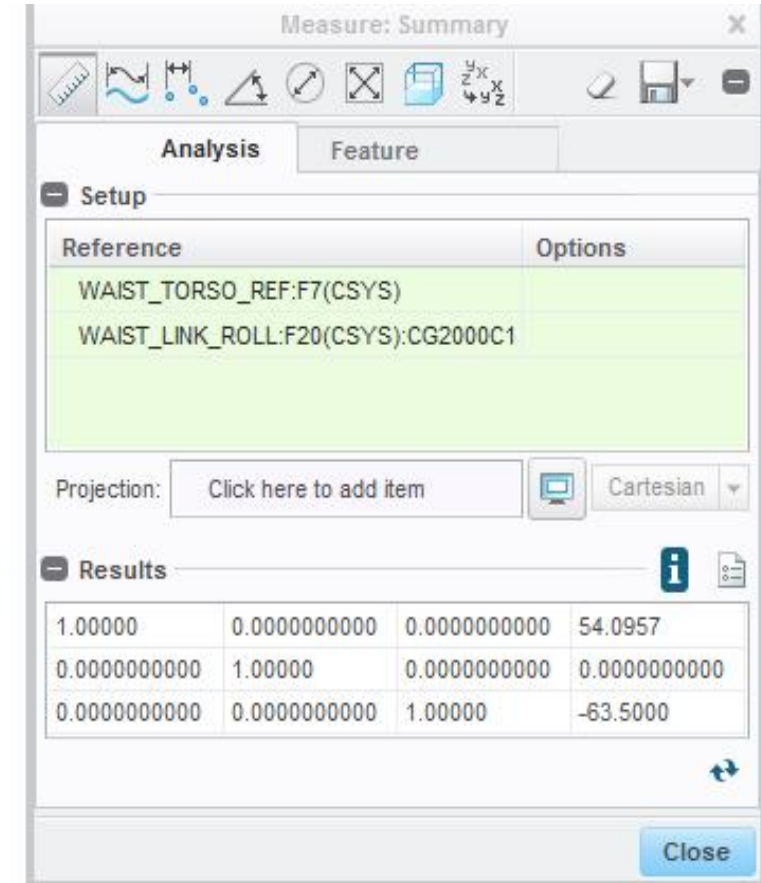 Measure: Summary
Analysis Feature
Setup
Reference Options
WAIST_TORSO_REF:F7(CSYS)
WAIST_LINK_ROLL:F20(CSYS):CG2000C1
Projection: Click here to add item Cartesian
Results
1.00000 0.0000000000 0.0000000000 54.0957
0.0000000000 1.00000 0.0000000000 0.0000000000
0.0000000000 0.0000000000 1.00000 -63.5000
Close